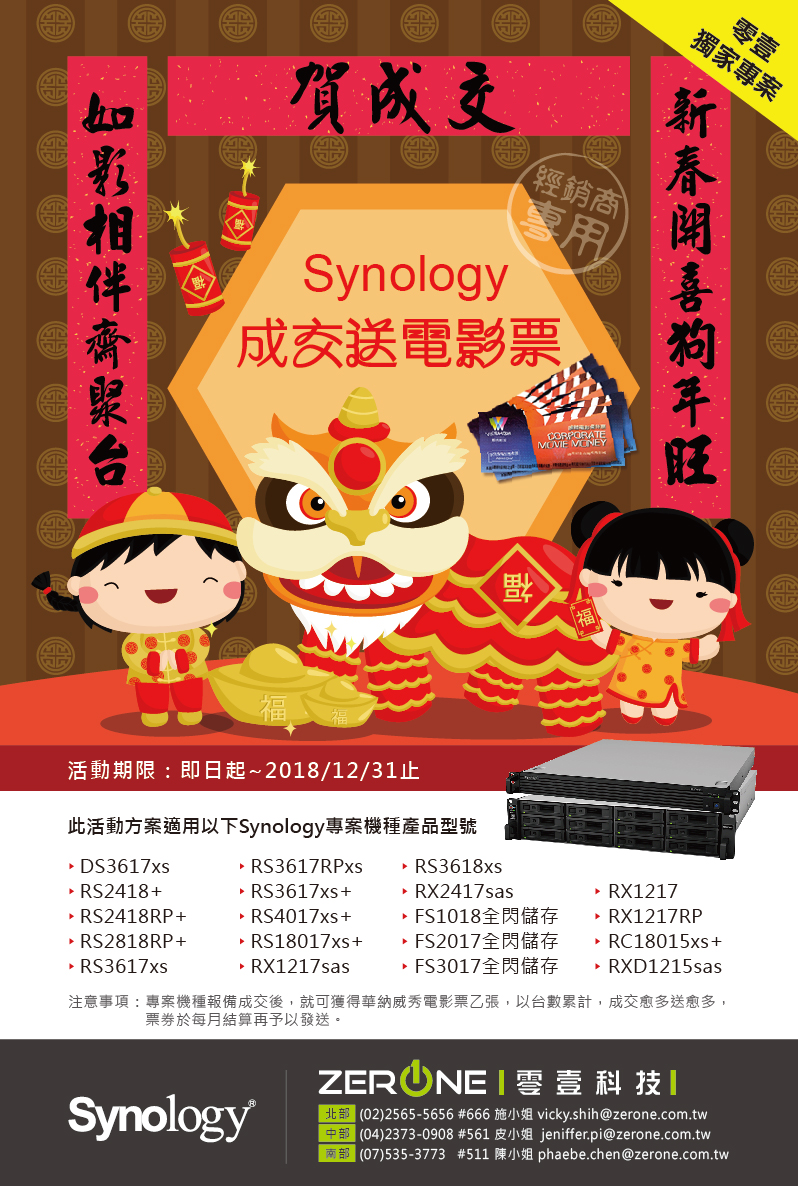 零壹
獨家專案
賀成交
新春開喜狗年旺
如影相伴齊聚台
經銷商
專用
Synology
成交送電影票
CORPORATE
MOVIE MONEY
福
福
福
福
福
福
活動期限：即日起~2018/12/31止
此活動方案適用以下Synology專案機種產品型號
DS3617xs
RS2418+
RS2418RP+
RS2818RP+
RS3617xs
RS3617RPxs
RS3617xs+
RS4017xs+
RS18017xs+
RX1217sas
RS3618xs
RX2417sas
FS1018全閃儲存
FS2017全閃儲存
FS3017全閃儲存
RX1217
RX1217RP
RC18015xs+
RXD1215sas
注意事項：專案機種報備成交後，就可獲得華納威秀電影票乙張，以台數累計，成交愈多送愈多，
票券於每月結算再予以發送。
Synology®
ZERONE 零壹科技
北部 (02)2565-5656 #666 施小姐 vicky.shih@zerone.com.tw
中部 (04)2373-0908 #561 皮小姐 jeniffer.pi@zerone.com.tw
南部 (07)535-3773 #511 陳小姐 phaebe.chen@zerone.com.tw